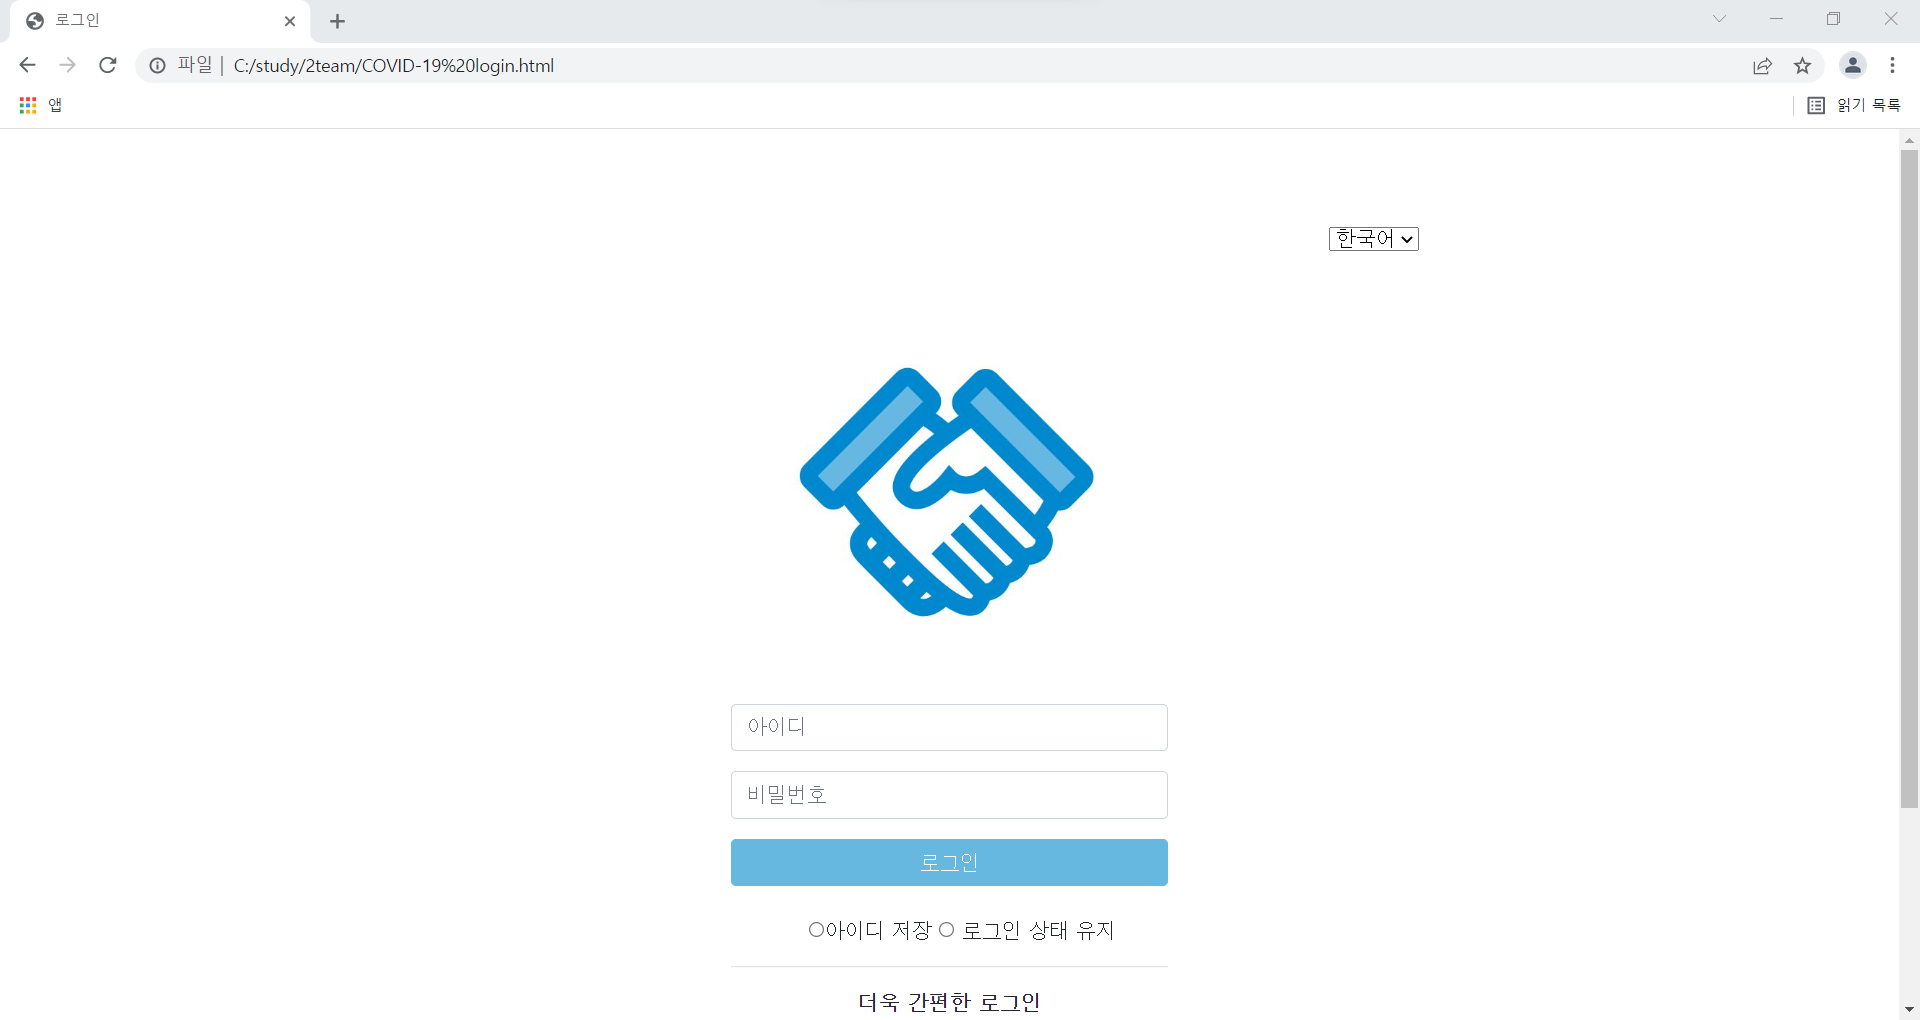 로그인
파일 | C:/study/2team/COVID-19%20login.html
앱
읽기 목록
한국어
아이디
비밀번호
로그인
아이디 저장 로그인 상태 유지
더욱 간편한 로그인